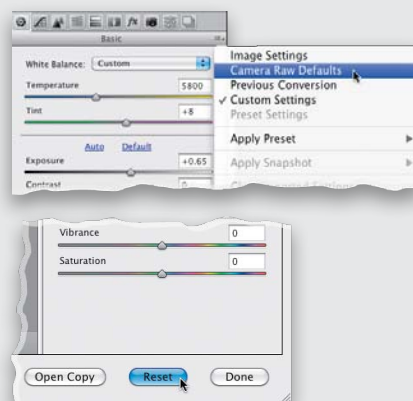 Basic
White Balance: Custom
Temperature 5800
Tint +8
Auto Default
Exposure +0.65
Contrast
Image Settings
Camera Raw Defaults
Previous Conversion
✓ Custom Settings
Preset Settings
Apply Preset
Apply Snapshot
Vibrance 0
Saturation 0
Open Copy Reset Done